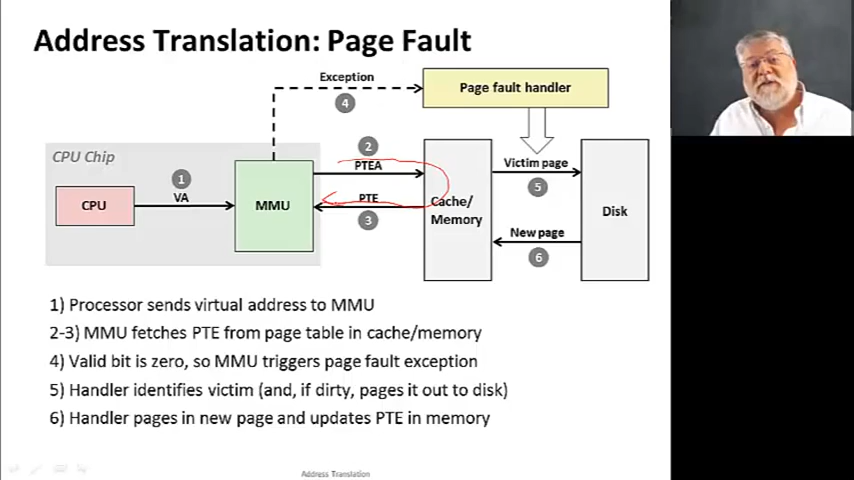 Address Translation: Page Fault
Exception
4
Page fault handler
CPU Chip
2
PTEA
1
VA
CPU
MMU
PTE
3
Cache/
Memory
Victim page
5
Disk
New page
6
1) Processor sends virtual address to MMU
2-3) MMU fetches PTE from page table in cache/memory
4) Valid bit is zero, so MMU triggers page fault exception
5) Handler identifies victim (and, if dirty, pages it out to disk)
6) Handler pages in new page and updates PTE in memory
Address Translation